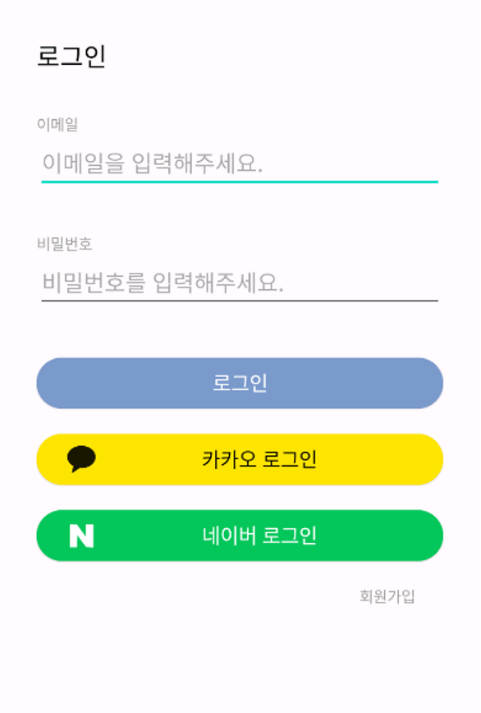 로그인
이메일
이메일을 입력해주세요.
비밀번호
비밀번호를 입력해주세요.
로그인
카카오 로그인
N 네이버 로그인
회원가입